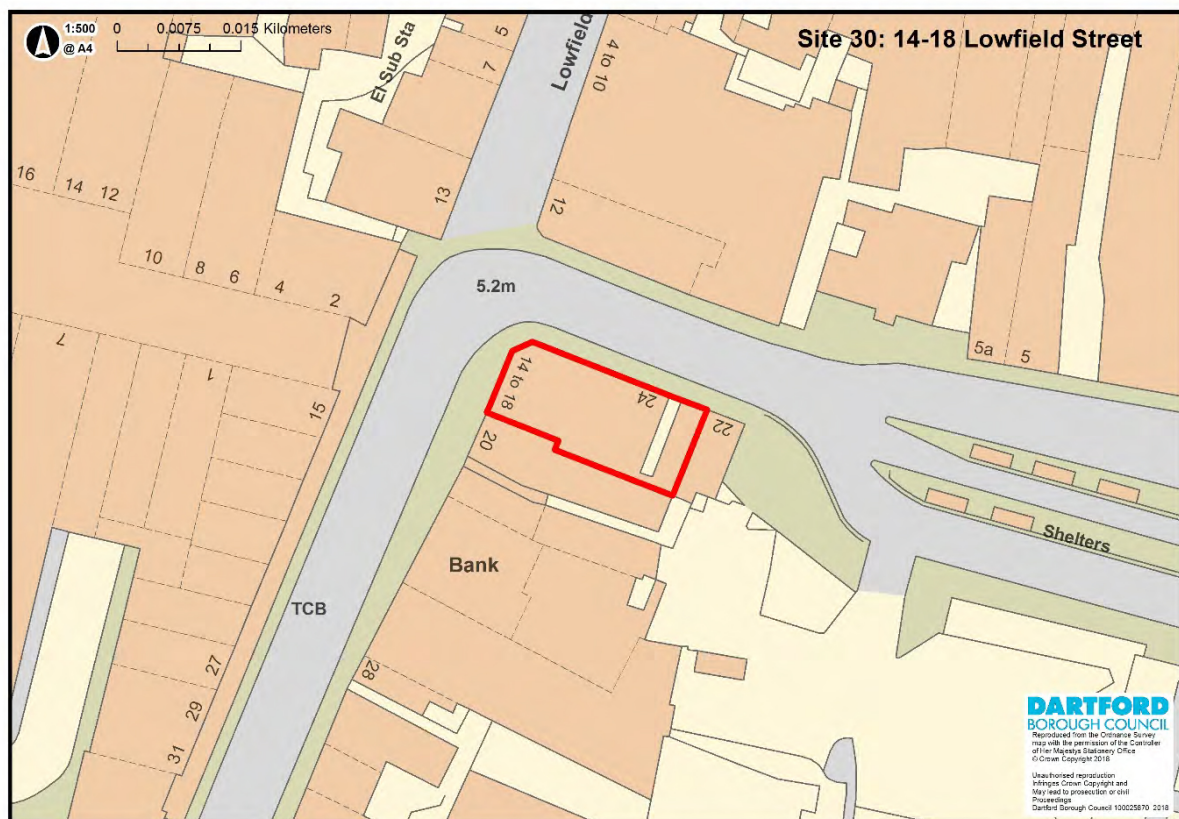 1:500
@ A4
0 0.0075 0.015 Kilometers
Site 30: 14-18 Lowfield Street
El Sub Sta
5
7
Lowfield
4 to 10
13
12
16
14
12
10
8
6
4
2
5.2m
5a
5
7
1
15
14 to 18
24
22
20
Bank
Shelters
TCB
28
27
29
31
DARTFORD
BOROUGH COUNCIL
Reproduced from the Ordnance Survey
map with the permission of the Controller
of Her Majestys Stationery Office
© Crown Copyright 2018
Unauthorised reproduction
Infringes Crown Copyright and
May lead to prosecution or civil
Proceedings
Dartford Borough Council 100025870 2018